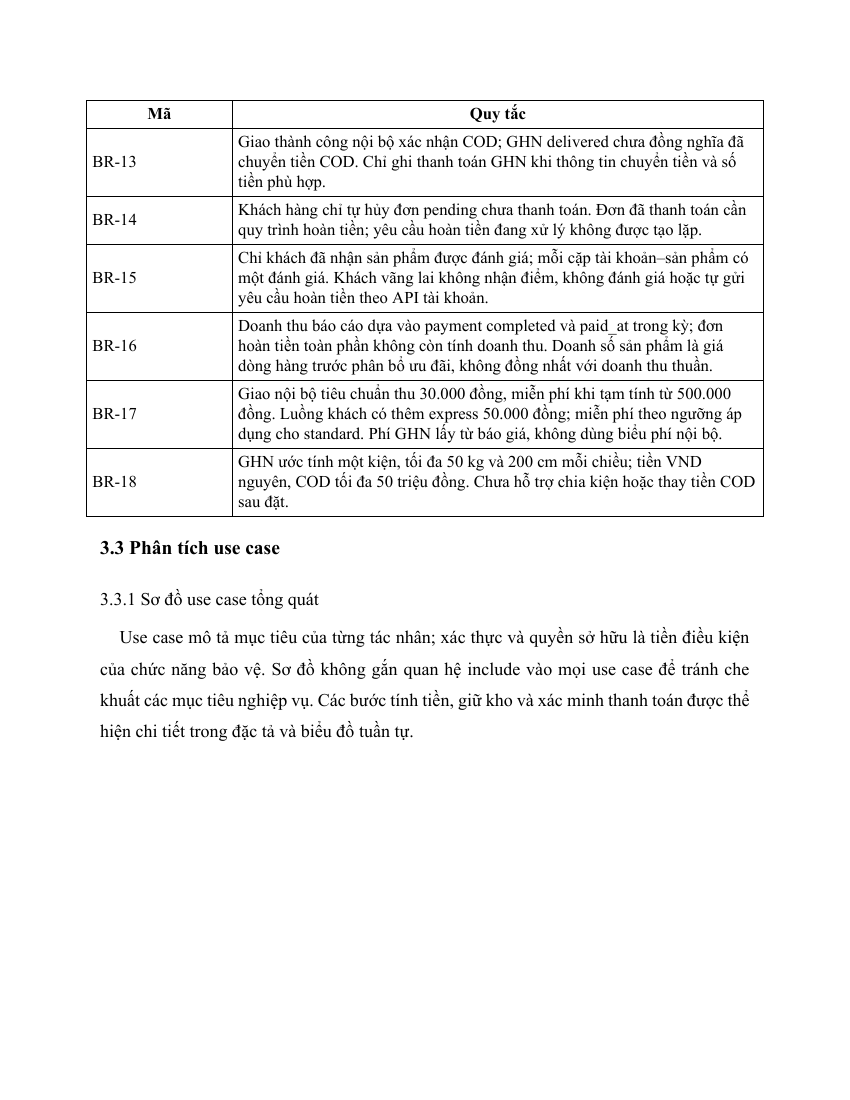 Mã
Quy tắc
BR-13
Giao thành công nội bộ xác nhận COD; GHN delivered chưa đồng nghĩa đã
chuyển tiền COD. Chỉ ghi thanh toán GHN khi thông tin chuyển tiền và số
tiền phù hợp.
BR-14
Khách hàng chỉ tự hủy đơn pending chưa thanh toán. Đơn đã thanh toán cần
quy trình hoàn tiền; yêu cầu hoàn tiền đang xử lý không được tạo lặp.
BR-15
Chỉ khách đã nhận sản phẩm được đánh giá; mỗi cặp tài khoản–sản phẩm có
một đánh giá. Khách vãng lai không nhận điểm, không đánh giá hoặc tự gửi
yêu cầu hoàn tiền theo API tài khoản.
BR-16
Doanh thu báo cáo dựa vào payment completed và paid_at trong kỳ; đơn
hoàn tiền toàn phần không còn tính doanh thu. Doanh số sản phẩm là giá
dòng hàng trước phân bổ ưu đãi, không đồng nhất với doanh thu thuần.
BR-17
Giao nội bộ tiêu chuẩn thu 30.000 đồng, miễn phí khi tạm tính từ 500.000
đồng. Luồng khách có thêm express 50.000 đồng; miễn phí theo ngưỡng áp
dụng cho standard. Phí GHN lấy từ báo giá, không dùng biểu phí nội bộ.
BR-18
GHN ước tính một kiện, tối đa 50 kg và 200 cm mỗi chiều; tiền VND
nguyên, COD tối đa 50 triệu đồng. Chưa hỗ trợ chia kiện hoặc thay tiền COD
sau đặt.
3.3 Phân tích use case
3.3.1 Sơ đồ use case tổng quát
Use case mô tả mục tiêu của từng tác nhân; xác thực và quyền sở hữu là tiền điều kiện
của chức năng bảo vệ. Sơ đồ không gắn quan hệ include vào mọi use case để tránh che
khuất các mục tiêu nghiệp vụ. Các bước tính tiền, giữ kho và xác minh thanh toán được thể
hiện chi tiết trong đặc tả và biểu đồ tuần tự.